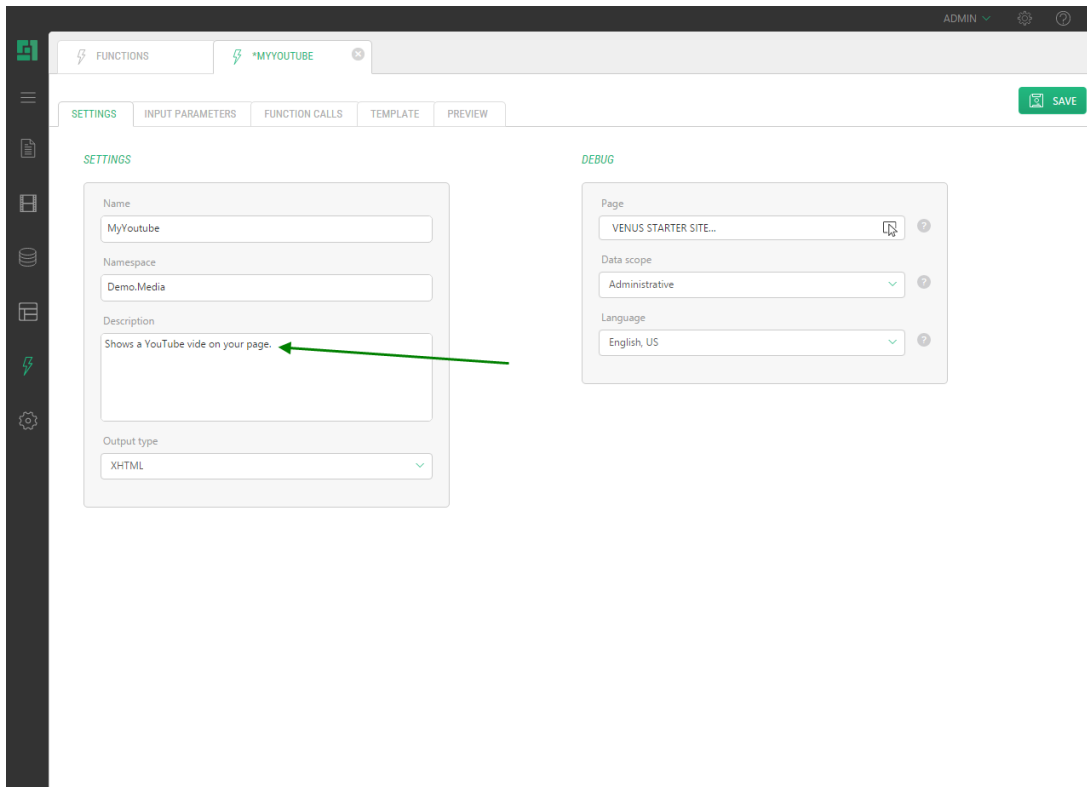 ADMIN
FUNCTIONS
*MYYOUTUBE
SAVE
SETTINGS
INPUT PARAMETERS
FUNCTION CALLS
TEMPLATE
PREVIEW
SETTINGS
Name
MyYoutube
Namespace
Demo.Media
Description
Shows a YouTube vide on your page.
Output type
XHTML
DEBUG
Page
VENUS STARTER SITE...
?
Data scope
Administrative
?
Language
English, US
?